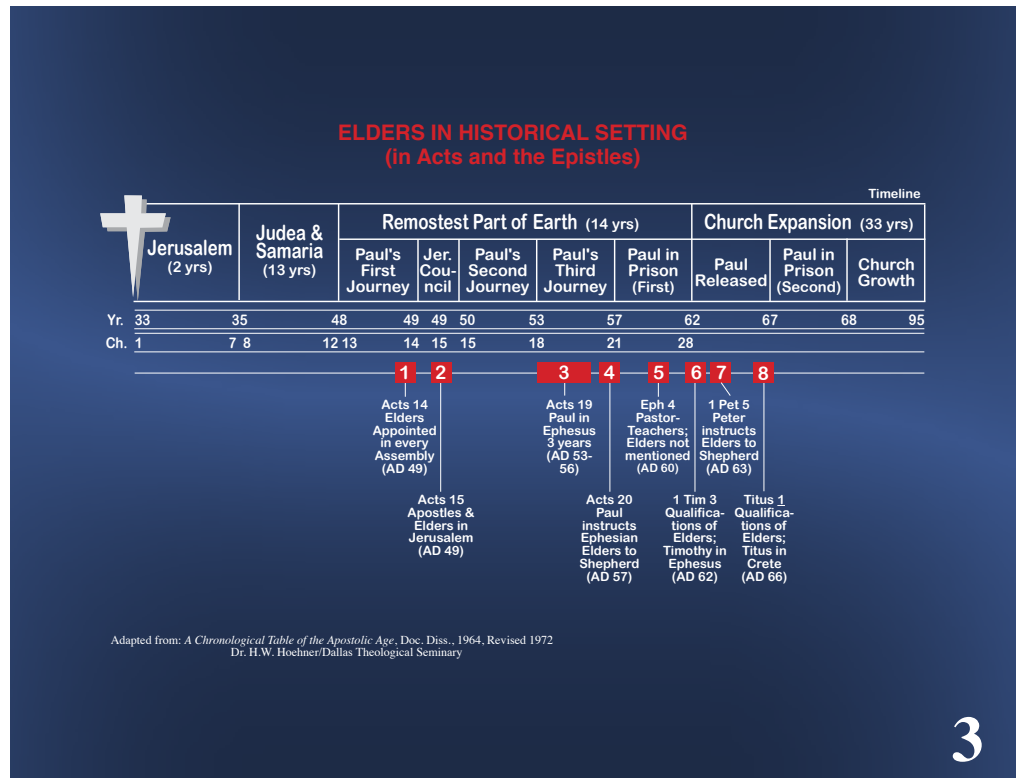 ELDERS IN HISTORICAL SETTING
(in Acts and the Epistles)
Timeline
Jerusalem
(2 yrs)
Judea &
Samaria
(13 yrs)
Remostest Part of Earth (14 yrs)
Church Expansion (33 yrs)
Paul's
First
Journey
Jer.
Cou-
ncil
Paul's
Second
Journey
Paul's
Third
Journey
Paul in
Prison
(First)
Paul
Released
Paul in
Prison
(Second)
Church
Growth
Yr. 33 35 48 49 49 50 53 57 62 67 68 95
Ch. 1 7 8 12 13 14 15 15 18 21 28
1 2 3 4 5 6 7 8
Acts 14
Elders
Appointed
in every
Assembly
(AD 49)
Acts 19
Paul in
Ephesus
3 years
(AD 53-
56)
Eph 4
Pastor-
Teachers;
Elders not
mentioned
(AD 60)
1 Pet 5
Peter
instructs
Elders to
Shepherd
(AD 63)
Acts 15
Apostles &
Elders in
Jerusalem
(AD 49)
Acts 20
Paul
instructs
Ephesian
Elders to
Shepherd
(AD 57)
1 Tim 3
Qualifica-
tions of
Elders;
Timothy in
Ephesus
(AD 62)
Titus 1
Qualifica-
tions of
Elders;
Titus in
Crete
(AD 66)
Adapted from: A Chronological Table of the Apostolic Age, Doc. Diss., 1964, Revised 1972
Dr. H.W. Hoehner/Dallas Theological Seminary
3